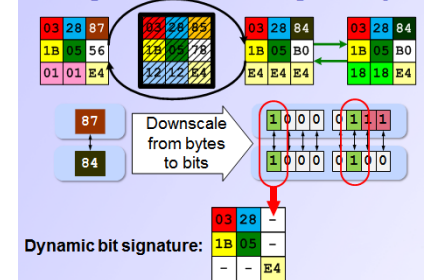 03 28 87 03 28 85 03 28 84 03 28 84
1B 05 56 1B 05 78 1B 05 B0 1B 05 B0
01 01 E4 12 12 E4 E4 E4 E4 18 18 E4
87 Downscale 1 0 0 0 0 1 1 1
from bytes
84 to bits 1 0 0 0 0 1 0 0
03 28 -
Dynamic bit signature: 1B 05 -
- - E4